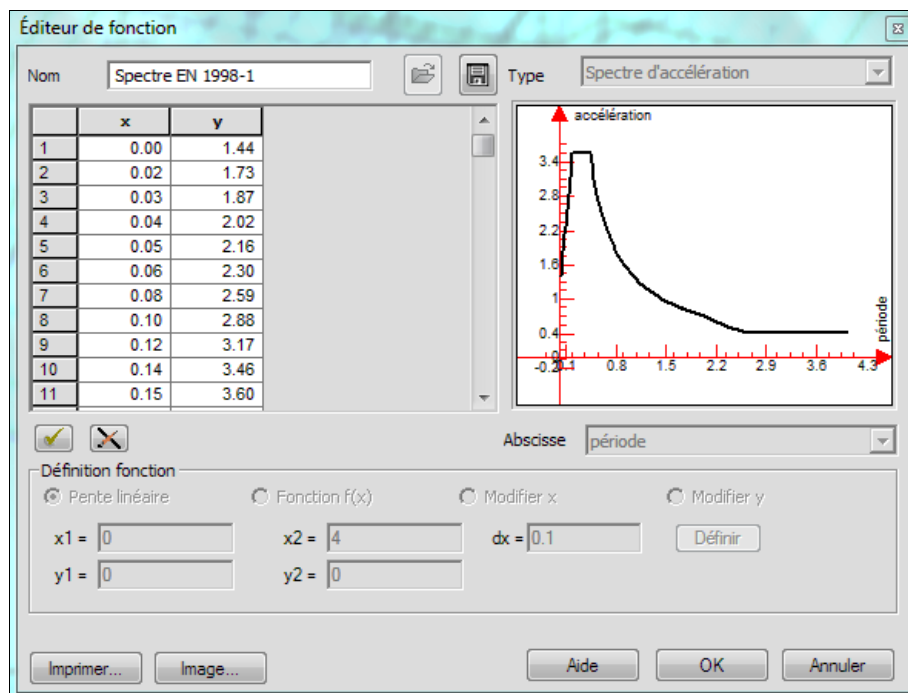 Éditeur de fonction
Nom Spectre EN 1998-1 Type Spectre d'accélération
x y
1 0.00 1.44
2 0.02 1.73
3 0.03 1.87
4 0.04 2.02
5 0.05 2.16
6 0.06 2.30
7 0.08 2.59
8 0.10 2.88
9 0.12 3.17
10 0.14 3.46
11 0.15 3.60
accélération
3.4
2.8
2.2
1.6
1
0.4
-0.2 0.1 0.8 1.5 2.2 2.9 3.6 4.3
période
Abscisse période
Définition fonction
Pente linéaire Fonction f(x) Modifier x Modifier y
x1 = 0 x2 = 4 dx = 0.1 Définir
y1 = 0 y2 = 0
Imprimer... Image... Aide OK Annuler